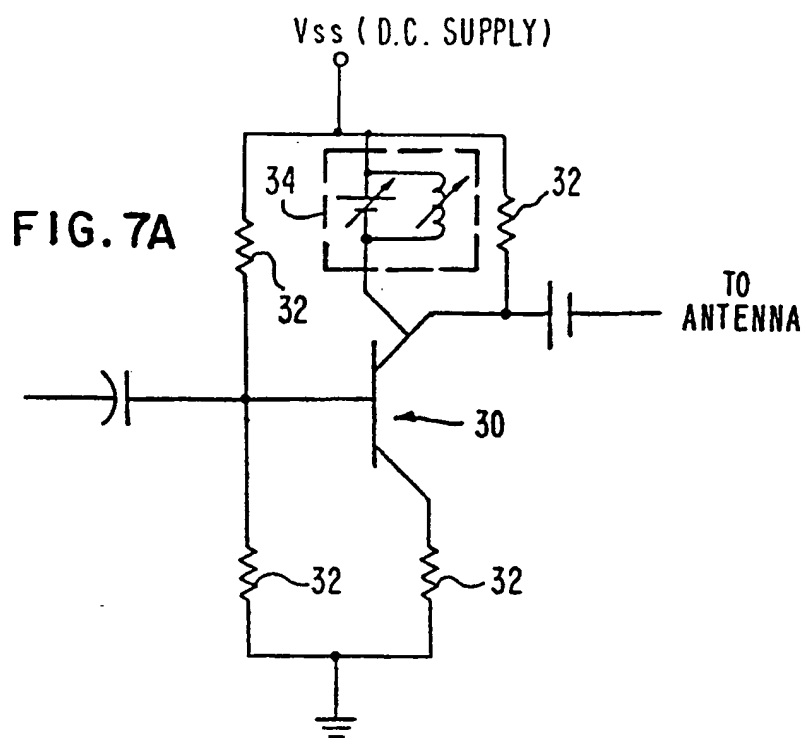 Vss ( D.C. SUPPLY)
34
32
FIG. 7A
32
TO
ANTENNA
30
32
32